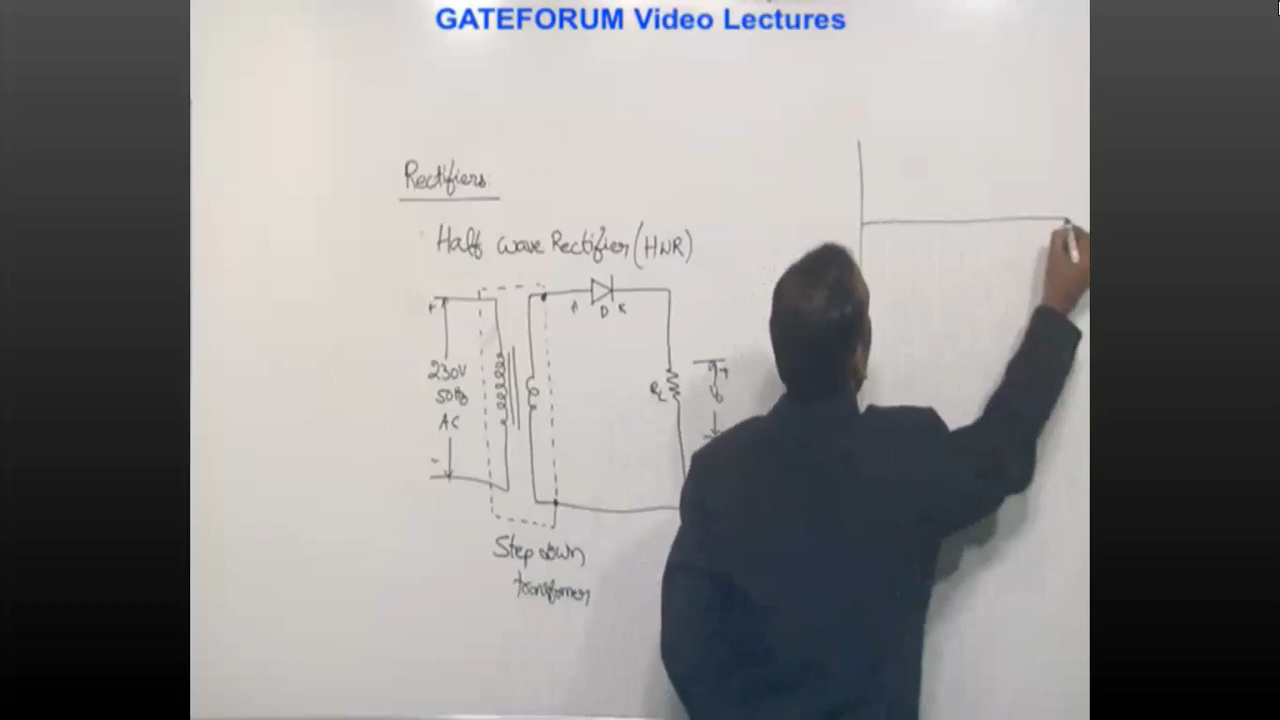 GATEFORUM Video Lectures
Rectifiers
Half wave Rectifier (HWR)
A D K
+
230V
50Hz
AC
-
RL
+
Step down
transformer